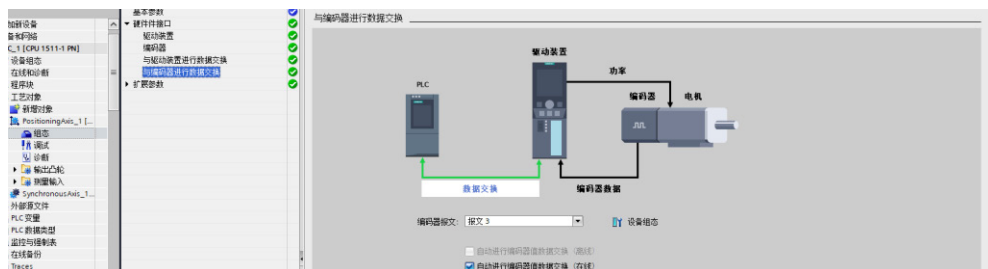 基本参数
硬件件接口
驱动装置
编码器
与驱动装置进行数据交换
与编码器进行数据交换
扩展参数
加新设备
备和网络
C_1 [CPU 1511-1 PN]
设备组态
在线和诊断
程序块
工艺对象
新增对象
PositioningAxis_1 [...
组态
调试
诊断
输出凸轮
测量输入
SynchronousAxis_1...
外部源文件
PLC 变量
PLC 数据类型
监控与强制表
在线备份
Traces
与编码器进行数据交换
驱动装置
功率
PLC
编码器 电机
数据交换
编码器数据
编码器报文: 报文 3
设备组态
自动进行编码器值数据交换（离线）
自动进行编码器值数据交换（在线）